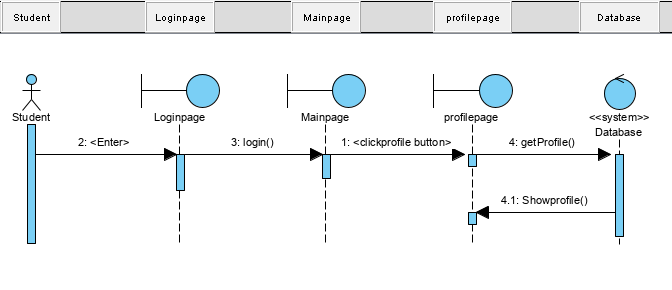 Student Loginpage Mainpage profilepage Database
Student Loginpage Mainpage profilepage <<system>>
Database
2: <Enter> 3: login() 1: <clickprofile button> 4: getProfile()
4.1: Showprofile()